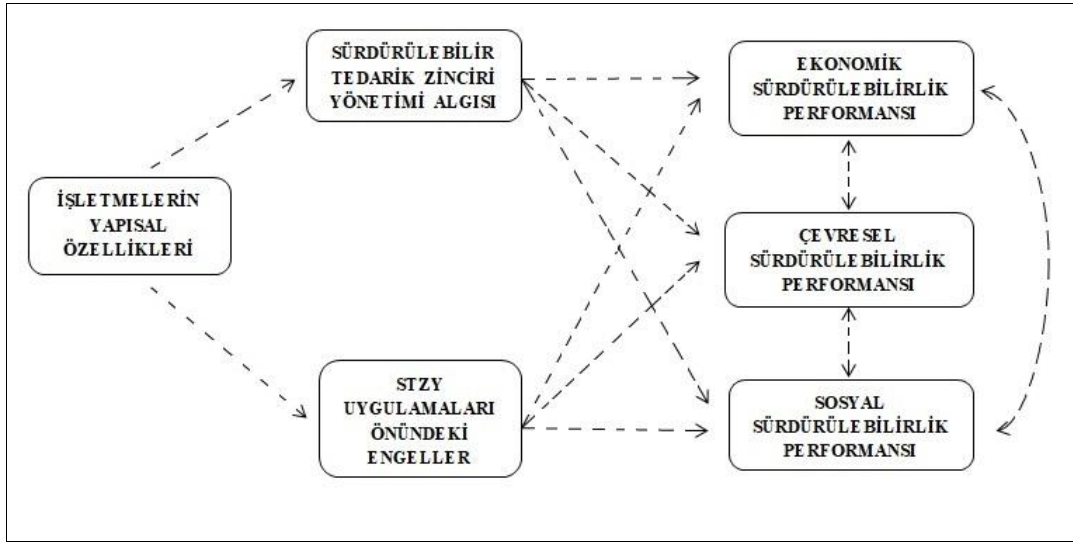 SÜRDÜRÜLEBİLİR
TEDARİK ZİNCİRİ
YÖNETİMİ ALGISI
EKONOMİK
SÜRDÜRÜLEBİLİRLİK
PERFORMANSI
İŞLETMELERİN
YAPISAL
ÖZELLİKLERİ
ÇEVRESEL
SÜRDÜRÜLEBİLİRLİK
PERFORMANSI
STZY
UYGULAMALARI
ÖNÜNDEKİ
ENGELLER
SOSYAL
SÜRDÜRÜLEBİLİRLİK
PERFORMANSI